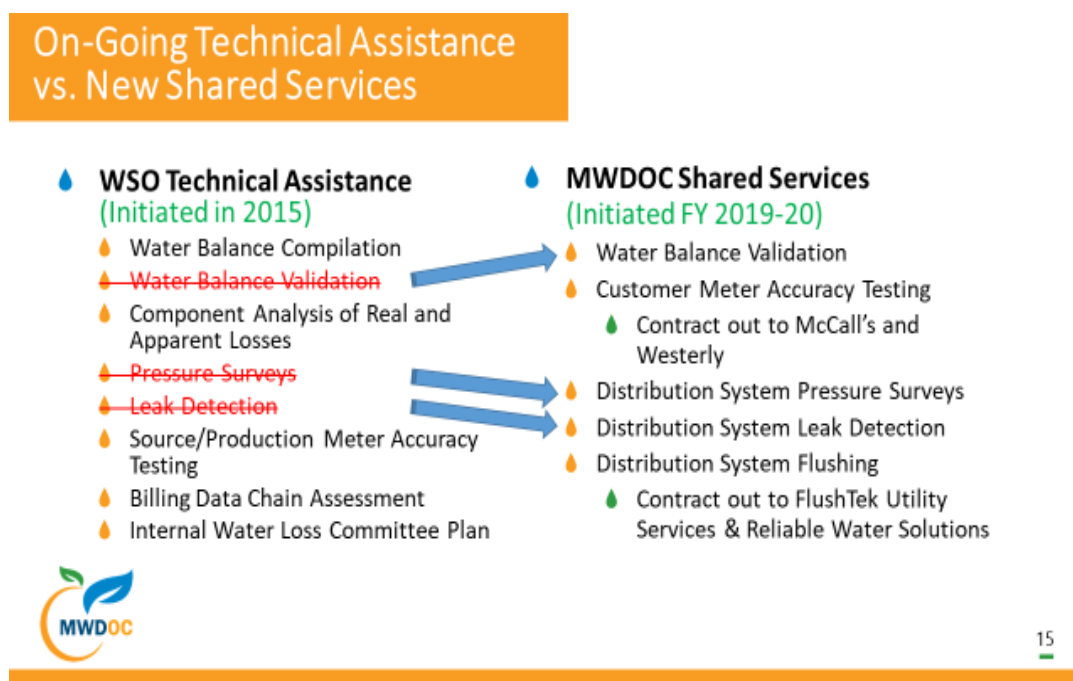 On-Going Technical Assistance
vs. New Shared Services
WSO Technical Assistance
(Initiated in 2015)
Water Balance Compilation
Water Balance Validation
Component Analysis of Real and
Apparent Losses
Pressure Surveys
Leak Detection
Source/Production Meter Accuracy
Testing
Billing Data Chain Assessment
Internal Water Loss Committee Plan
MWDOC Shared Services
(Initiated FY 2019-20)
Water Balance Validation
Customer Meter Accuracy Testing
Contract out to McCall’s and
Westerly
Distribution System Pressure Surveys
Distribution System Leak Detection
Distribution System Flushing
Contract out to FlushTek Utility
Services & Reliable Water Solutions
MWDOC
15